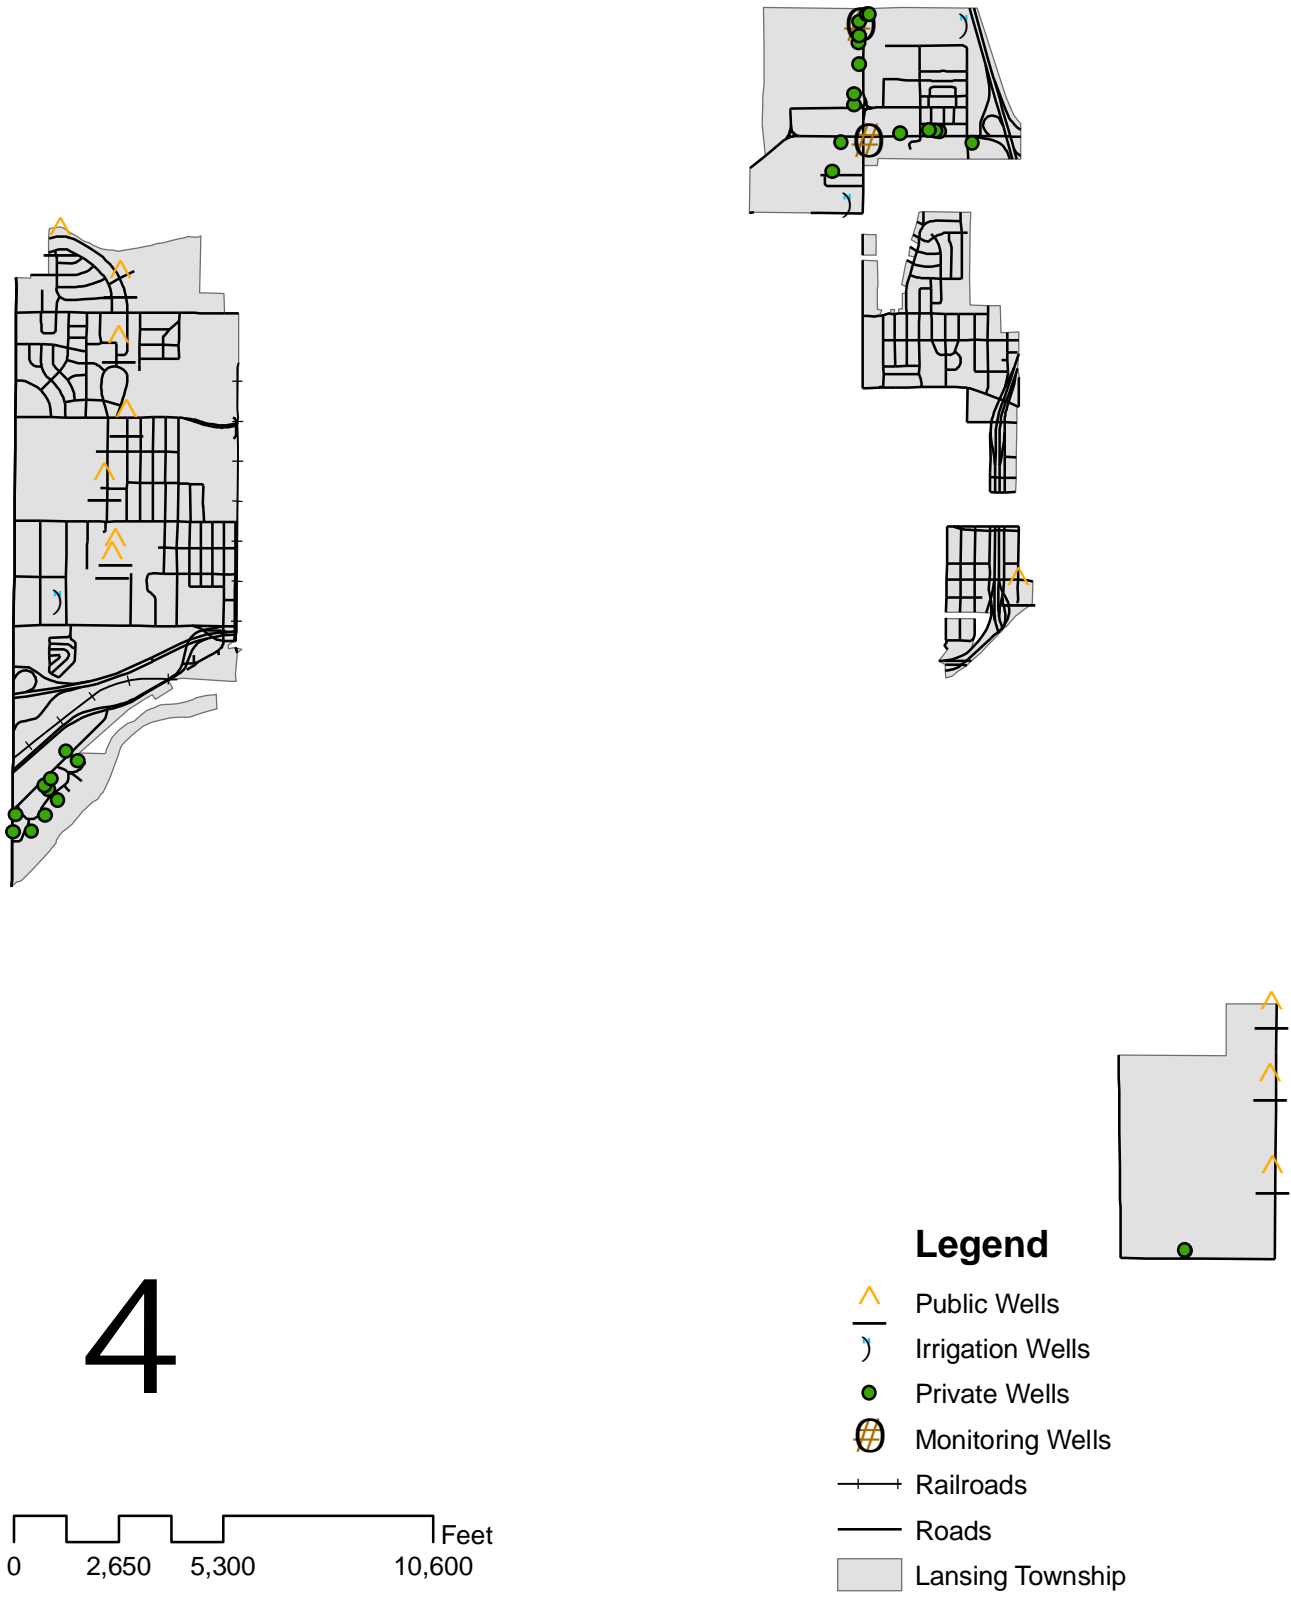 Legend
Public Wells
Irrigation Wells
Private Wells
Monitoring Wells
Railroads
Roads
Lansing Township
4
Feet
0 2,650 5,300 10,600